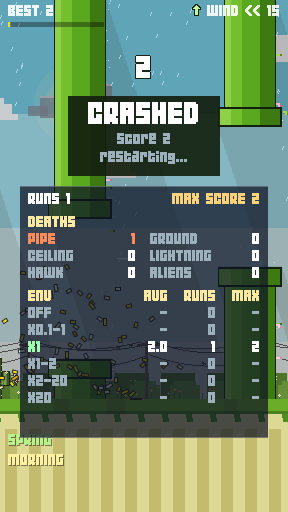 BEST 2
↑ WIND << 15
2
CRASHED
Score 2
restarting...
RUNS 1 MAX SCORE 2
DEATHS
PIPE 1 GROUND 0
CEILING 0 LIGHTNING 0
HAWK 0 ALIENS 0
ENV AVG RUNS MAX
OFF - 0 -
X0.1-1 - 0 -
X1 2.0 1 2
X1-2 - 0 -
X2-20 - 0 -
X20 - 0 -
SPRING
MORNING